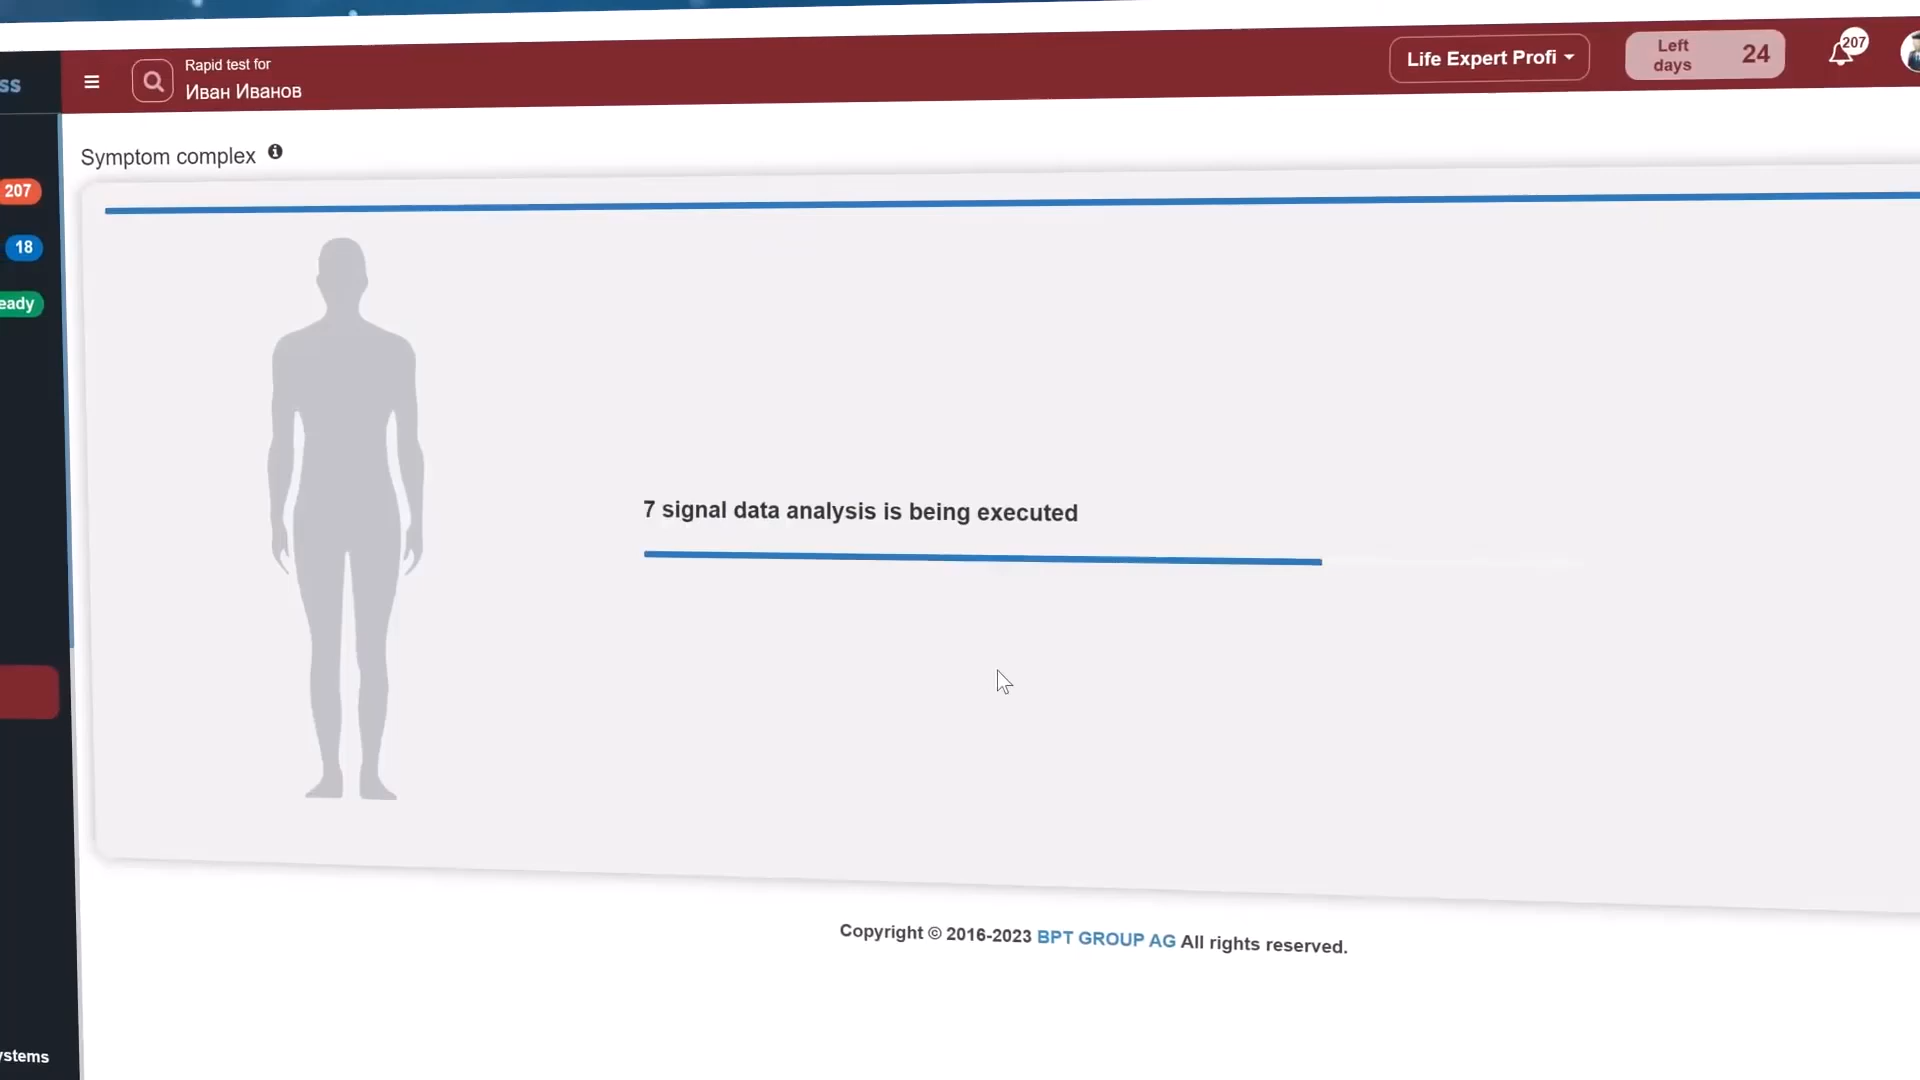 Rapid test for
Иван Иванов
Life Expert Profi
Left days
24
207
ss
Symptom complex
207
18
eady
7 signal data analysis is being executed
Copyright © 2016-2023 BPT GROUP AG All rights reserved.
ystems